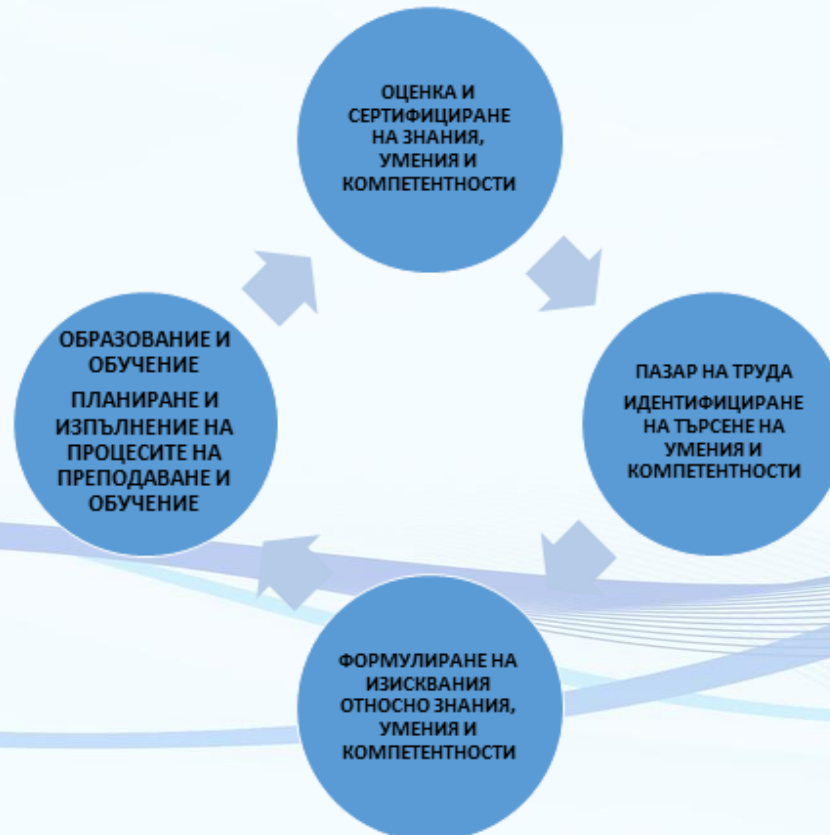 ОЦЕНКА И
СЕРТИФИЦИРАНЕ
НА ЗНАНИЯ,
УМЕНИЯ И
КОМПЕТЕНТНОСТИ
ПАЗАР НА ТРУДА
ИДЕНТИФИЦИРАНЕ
НА ТЪРСЕНЕ НА
УМЕНИЯ И
КОМПЕТЕНТНОСТИ
ФОРМУЛИРАНЕ НА
ИЗИСКВАНИЯ
ОТНОСНО ЗНАНИЯ,
УМЕНИЯ И
КОМПЕТЕНТНОСТИ
ОБРАЗОВАНИЕ И
ОБУЧЕНИЕ
ПЛАНИРАНЕ И
ИЗПЪЛНЕНИЕ НА
ПРОЦЕСИТЕ НА
ПРЕПОДАВАНЕ И
ОБУЧЕНИЕ